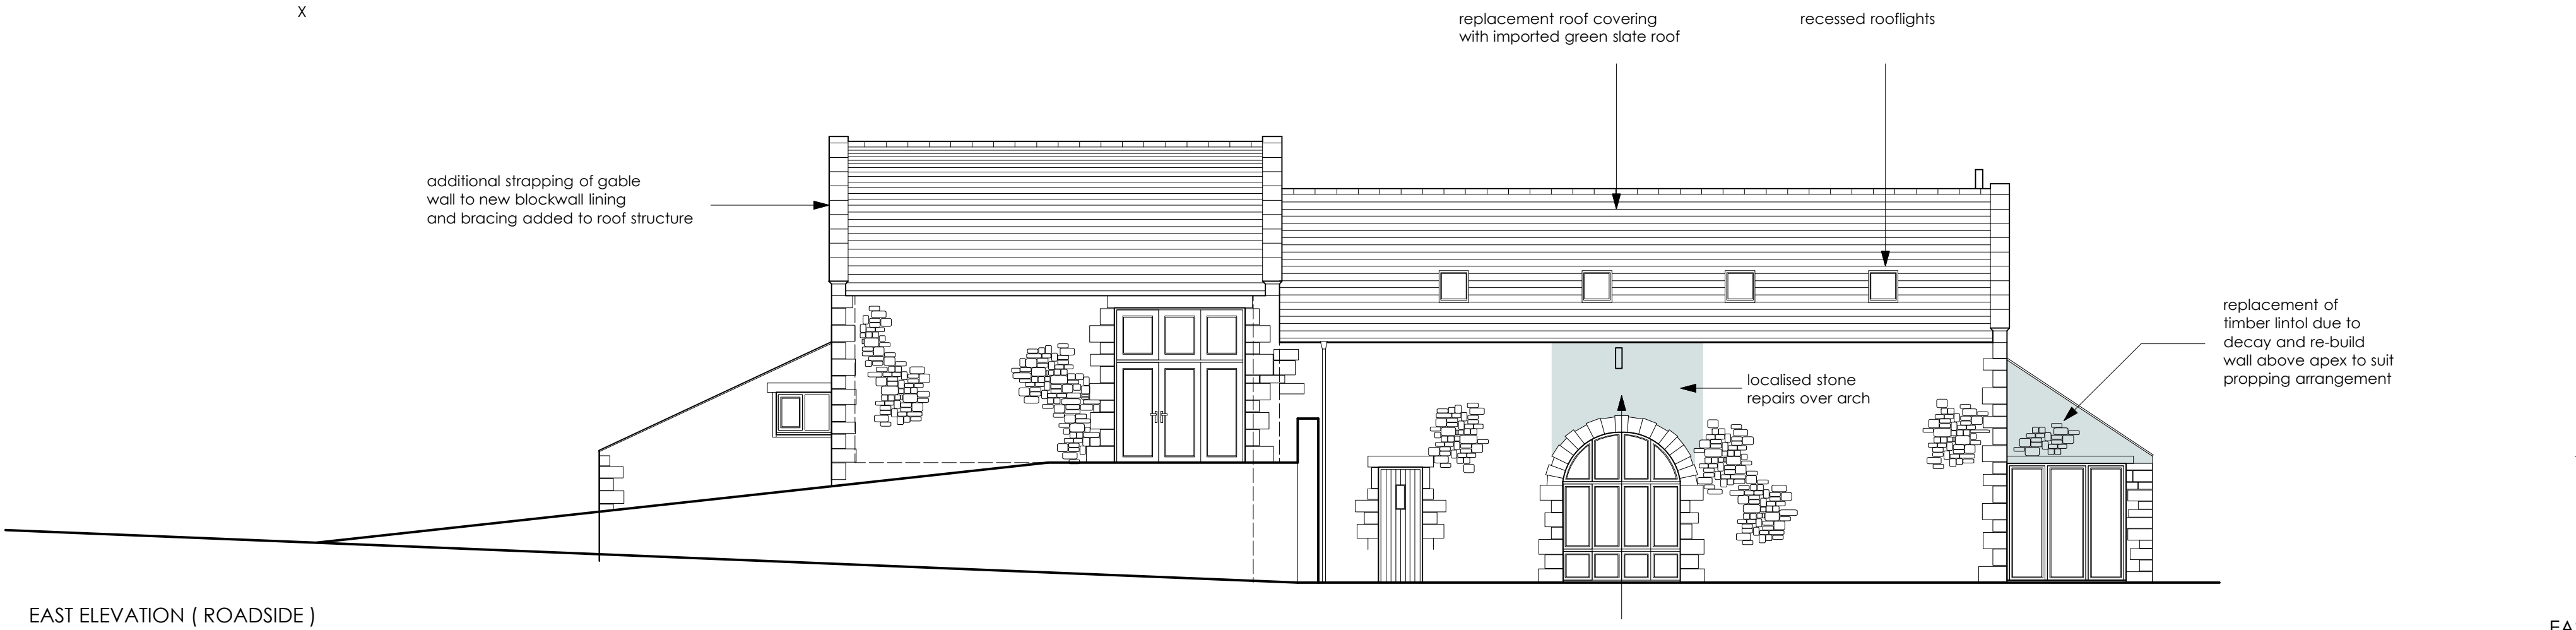 X
replacement roof covering
with imported green slate roof
recessed rooflights
additional strapping of gable
wall to new blockwall lining
and bracing added to roof structure
replacement of
timber lintol due to
decay and re-build
wall above apex to suit
propping arrangement
localised stone
repairs over arch
EAST ELEVATION ( ROADSIDE )
EA